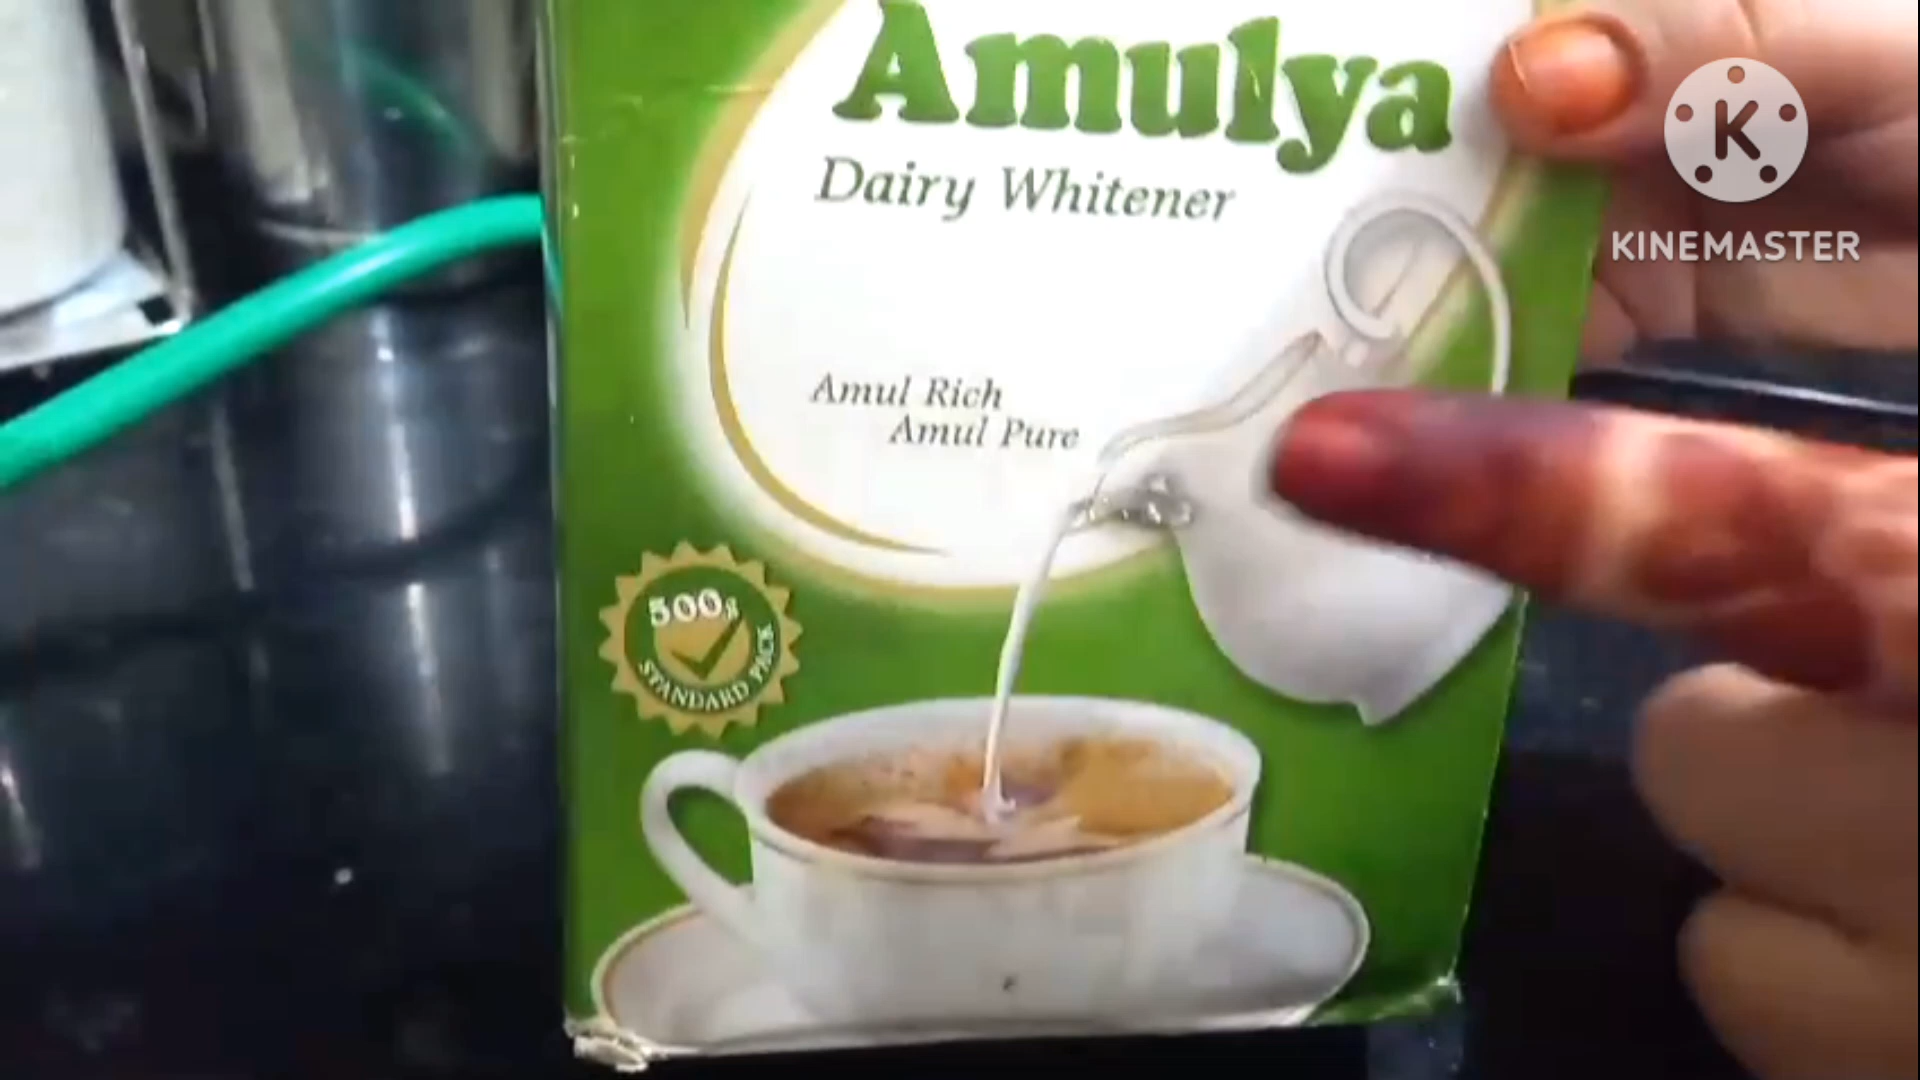 Amulya
Dairy Whitener
Amul Rich
Amul Pure
500g
STANDARD PACK
K
KINEMASTER